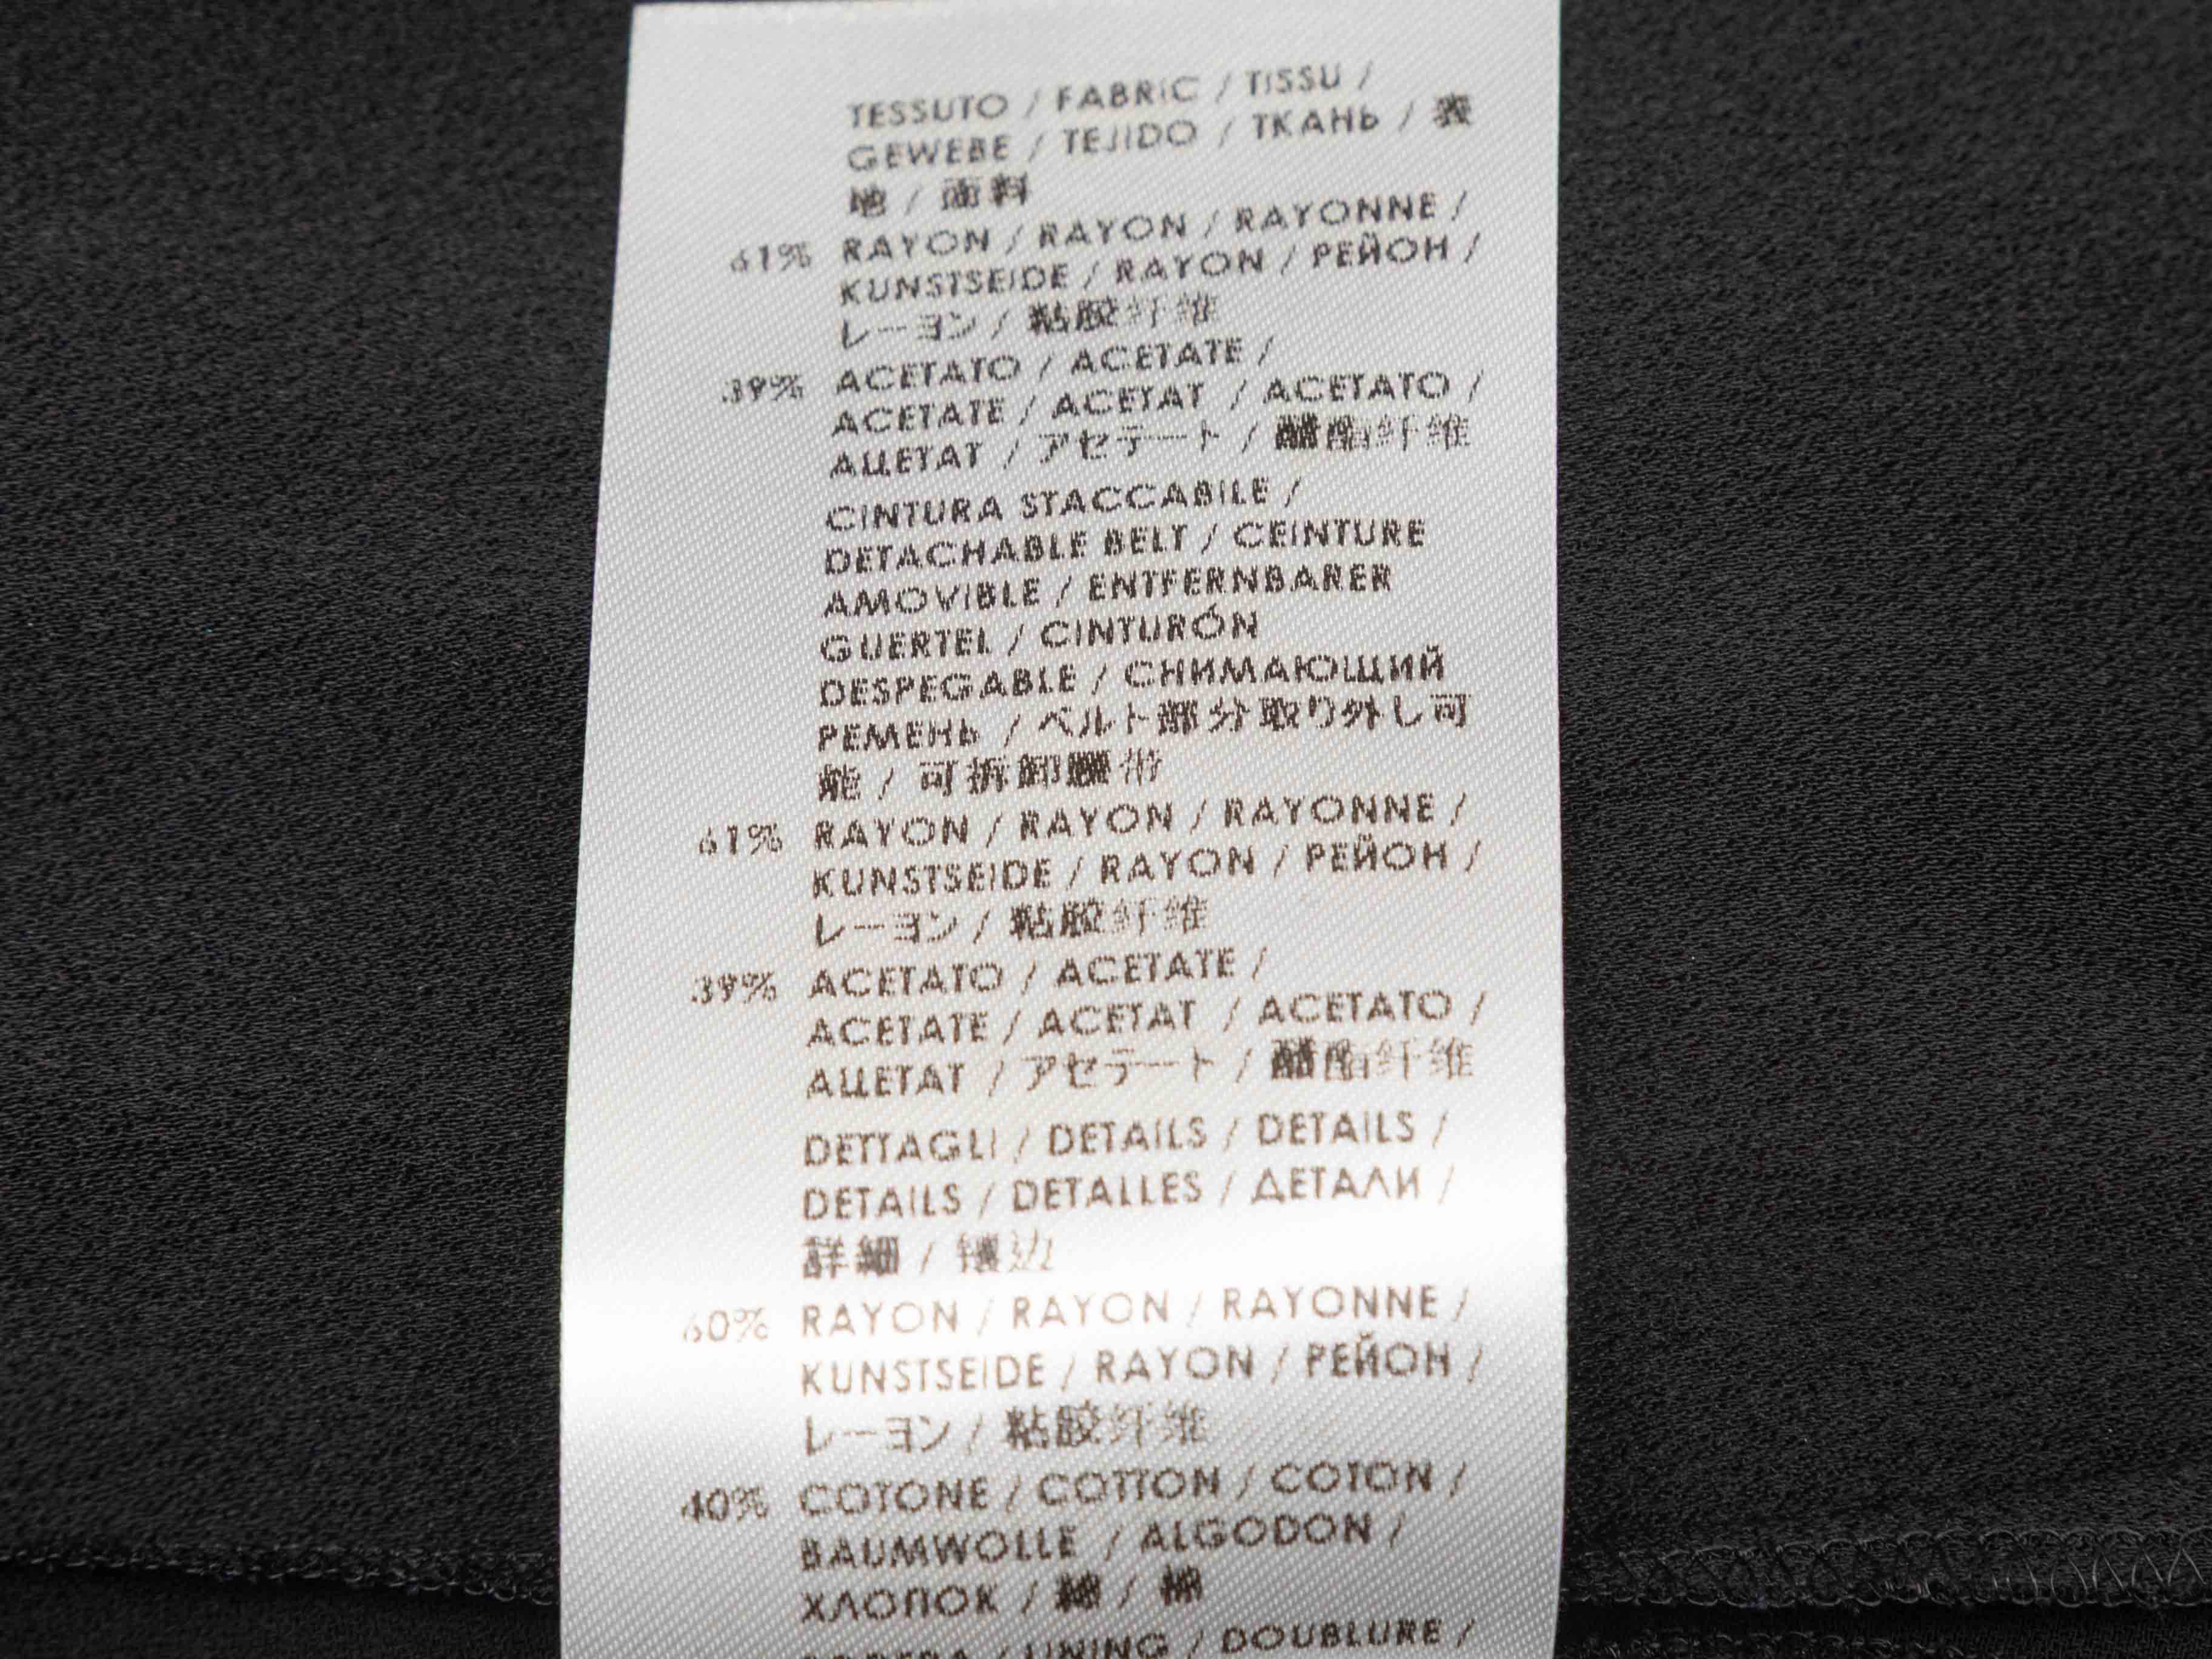 TESSUTO / FABRIC / TISSU /
GEWEBE / TEJIDO / ТКАНЬ / 表
地 / 面料
61% RAYON / RAYON / RAYONNE /
KUNSTSEIDE / RAYON / РЕЙОН /
レーヨン / 粘胶纤维
39% ACETATO / ACETATE /
ACETATE / ACETAT / ACETATO /
АЦЕТАТ / アセテート / 醋酯纤维
CINTURA STACCABILE /
DETACHABLE BELT / CEINTURE
AMOVIBLE / ENTFERNBARER
GUERTEL / CINTURÓN
DESPEGABLE / СНИМАЮЩИЙ
РЕМЕНЬ / ベルト部分取り外し可
能 / 可拆卸腰带
61% RAYON / RAYON / RAYONNE /
KUNSTSEIDE / RAYON / РЕЙОН /
レーヨン / 粘胶纤维
39% ACETATO / ACETATE /
ACETATE / ACETAT / ACETATO /
АЦЕТАТ / アセテート / 醋酯纤维
DETTAGLI / DETAILS / DETAILS /
DETAILS / DETALLES / ДЕТАЛИ /
詳細 / 镶边
60% RAYON / RAYON / RAYONNE /
KUNSTSEIDE / RAYON / РЕЙОН /
レーヨン / 粘胶纤维
40% COTONE / COTTON / COTON /
BAUMWOLLE / ALGODON /
ХЛОПОК / 綿 / 棉
FODERA / LINING / DOUBLURE /